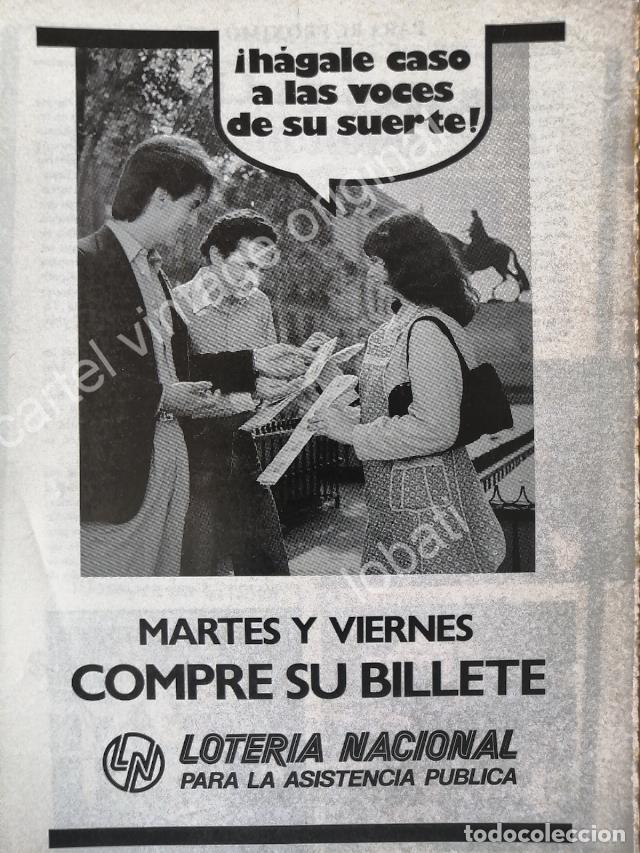 ¡hágale caso
a las voces
de su suerte!
cartel vintage original
lobati
MARTES Y VIERNES
COMPRE SU BILLETE
LN
LOTERIA NACIONAL
PARA LA ASISTENCIA PUBLICA
todocoleccion